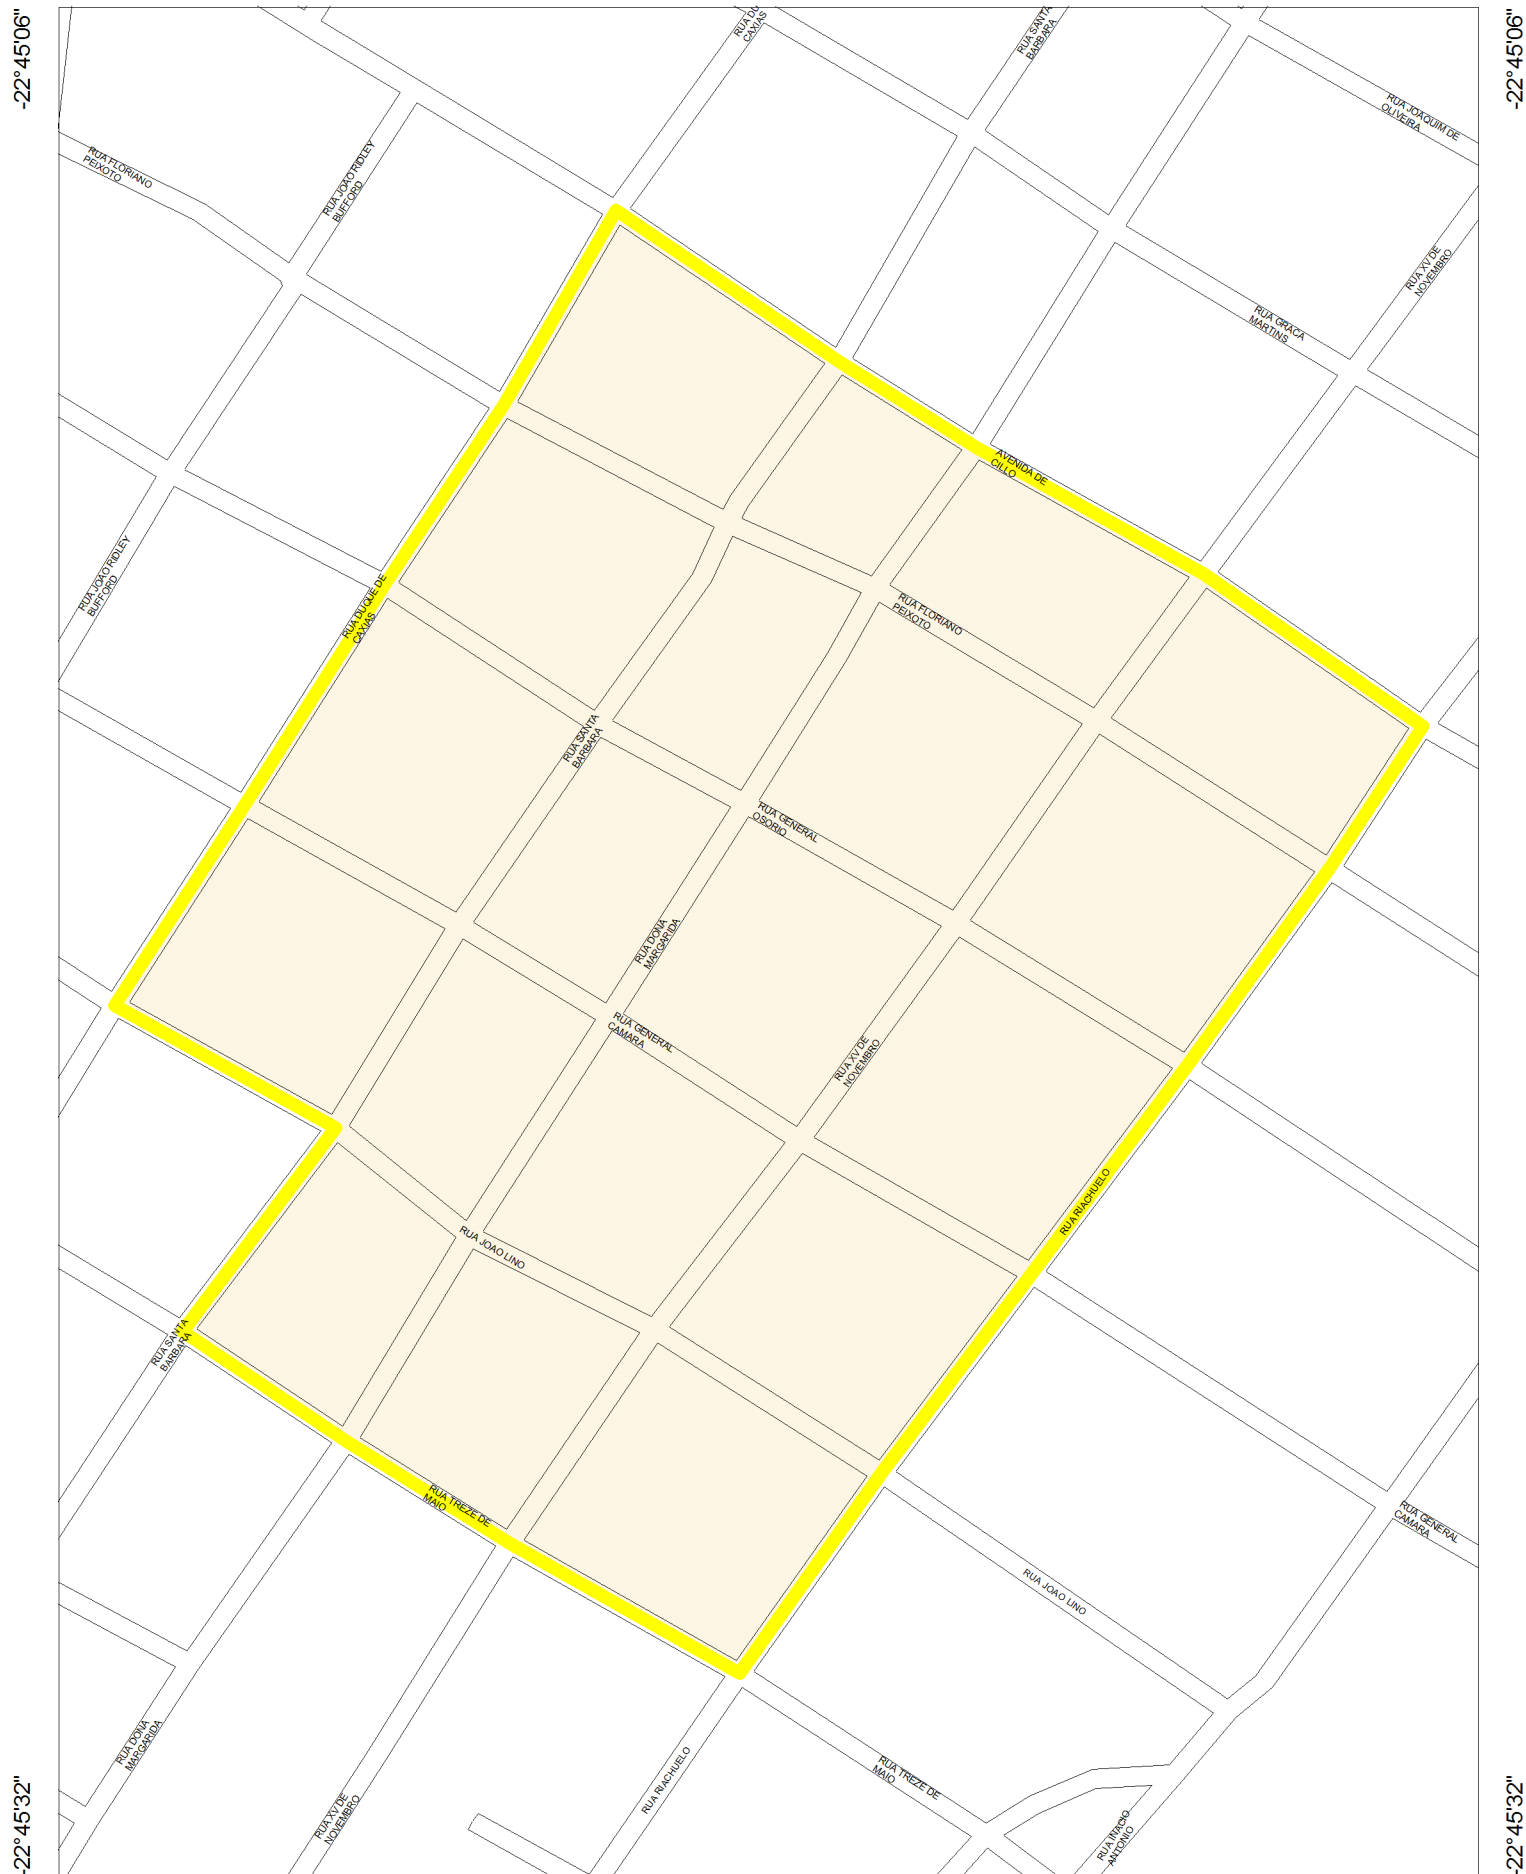 -22°45'06"
-22°45'06"
RUA DU
CAXIAS
RUA SANTA
BARBARA
RUA JOAQUIM DE
OLIVEIRA
RUA FLORIANO
PEIXOTO
RUA JOAO RIDLEY
BUFFORD
RUA XV DE
NOVEMBRO
RUA GRACA
MARTINS
AVENIDA DE
CILLO
RUA JOAO RIDLEY
BUFFORD
RUA DUQUE DE
CAXIAS
RUA FLORIANO
PEIXOTO
RUA SANTA
BARBARA
RUA GENERAL
OSORIO
RUA DONA
MARGARIDA
RUA GENERAL
CAMARA
RUA XV DE
NOVEMBRO
RUA RIACHUELO
RUA JOAO LINO
RUA SANTA
BARBARA
RUA TREZE DE
MAIO
RUA GENERAL
CAMARA
RUA JOAO LINO
RUA DONA
MARGARIDA
RUA XV DE
NOVEMBRO
RUA RIACHUELO
RUA TREZE DE
MAIO
RUA INACIO
ANTONIO
-22°45'32"
-22°45'32"